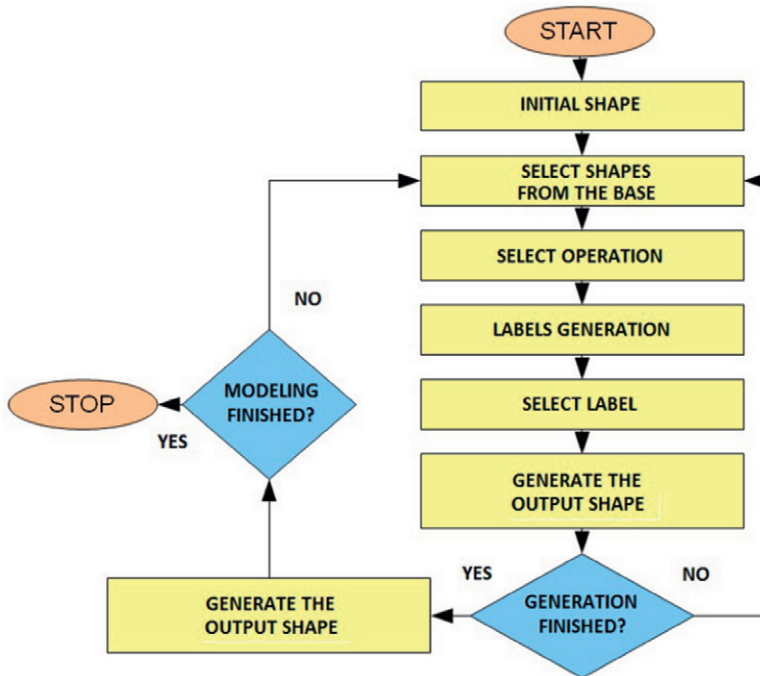 START
INITIAL SHAPE
SELECT SHAPES
FROM THE BASE
SELECT OPERATION
NO
LABELS GENERATION
MODELING
FINISHED?
STOP
SELECT LABEL
YES
GENERATE THE
OUTPUT SHAPE
YES
NO
GENERATE THE
OUTPUT SHAPE
GENERATION
FINISHED?